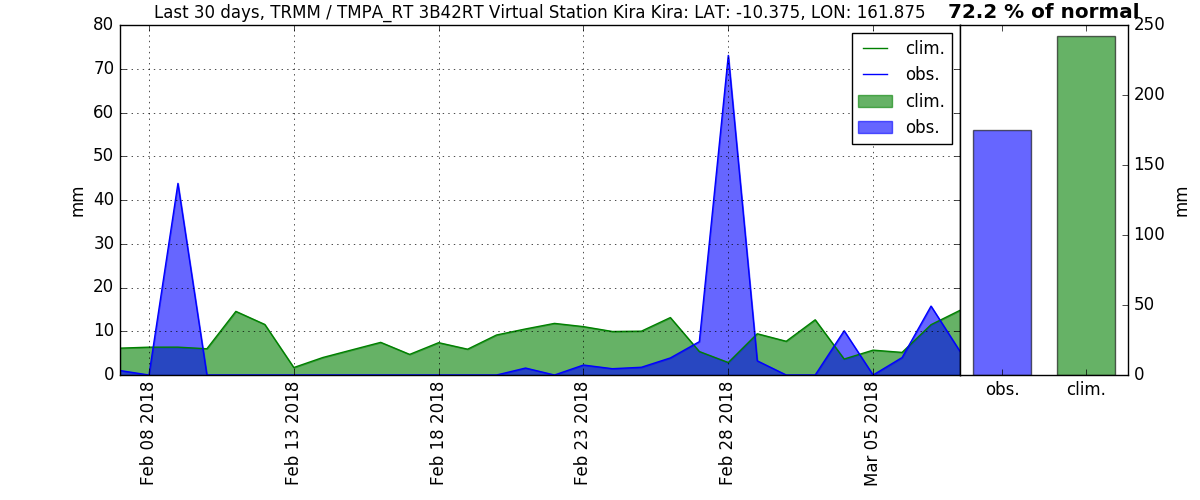 Last 30 days, TRMM / TMPA_RT 3B42RT Virtual Station Kira Kira: LAT: -10.375, LON: 161.875
72.2 % of normal
80
70
60
50
40
30
20
10
0
mm
clim.
obs.
clim.
obs.
Feb 08 2018
Feb 13 2018
Feb 18 2018
Feb 23 2018
Feb 28 2018
Mar 05 2018
250
200
150
100
50
0
mm
obs.
clim.